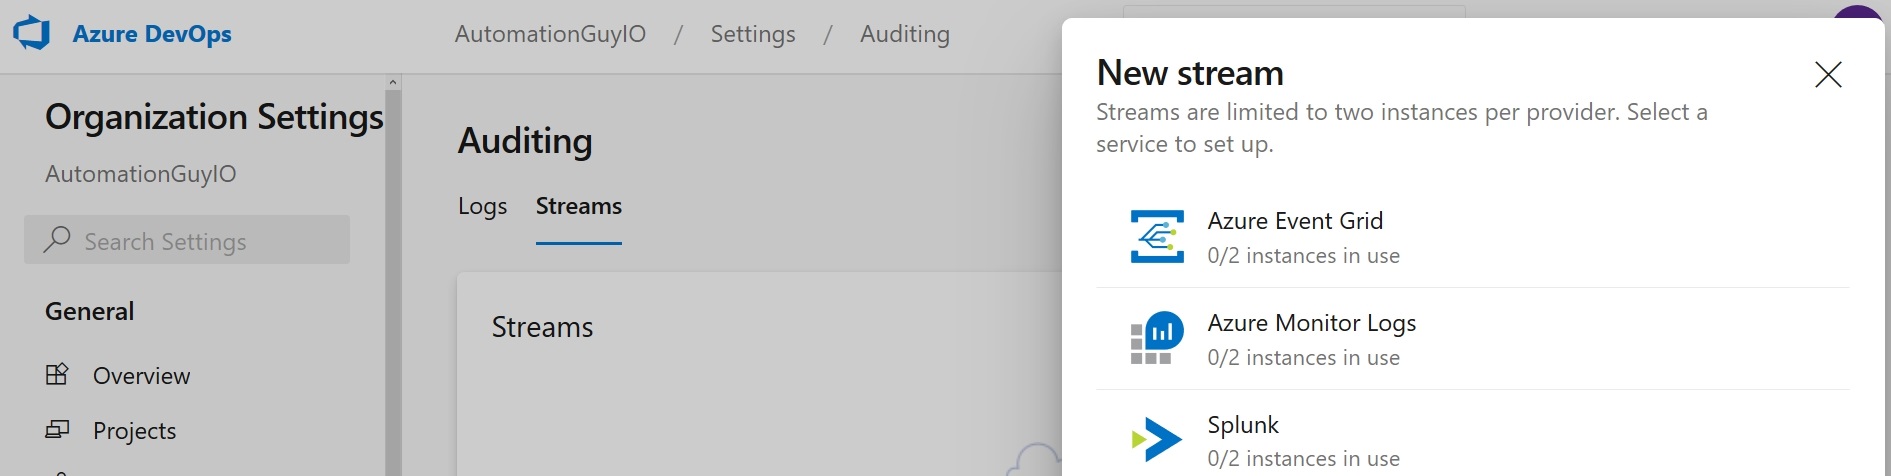 Azure DevOps
AutomationGuyIO / Settings / Auditing
Organization Settings
AutomationGuyIO
Search Settings
General
Overview
Projects
Auditing
Logs Streams
Streams
New stream
Streams are limited to two instances per provider. Select a
service to set up.
Azure Event Grid
0/2 instances in use
Azure Monitor Logs
0/2 instances in use
Splunk
0/2 instances in use